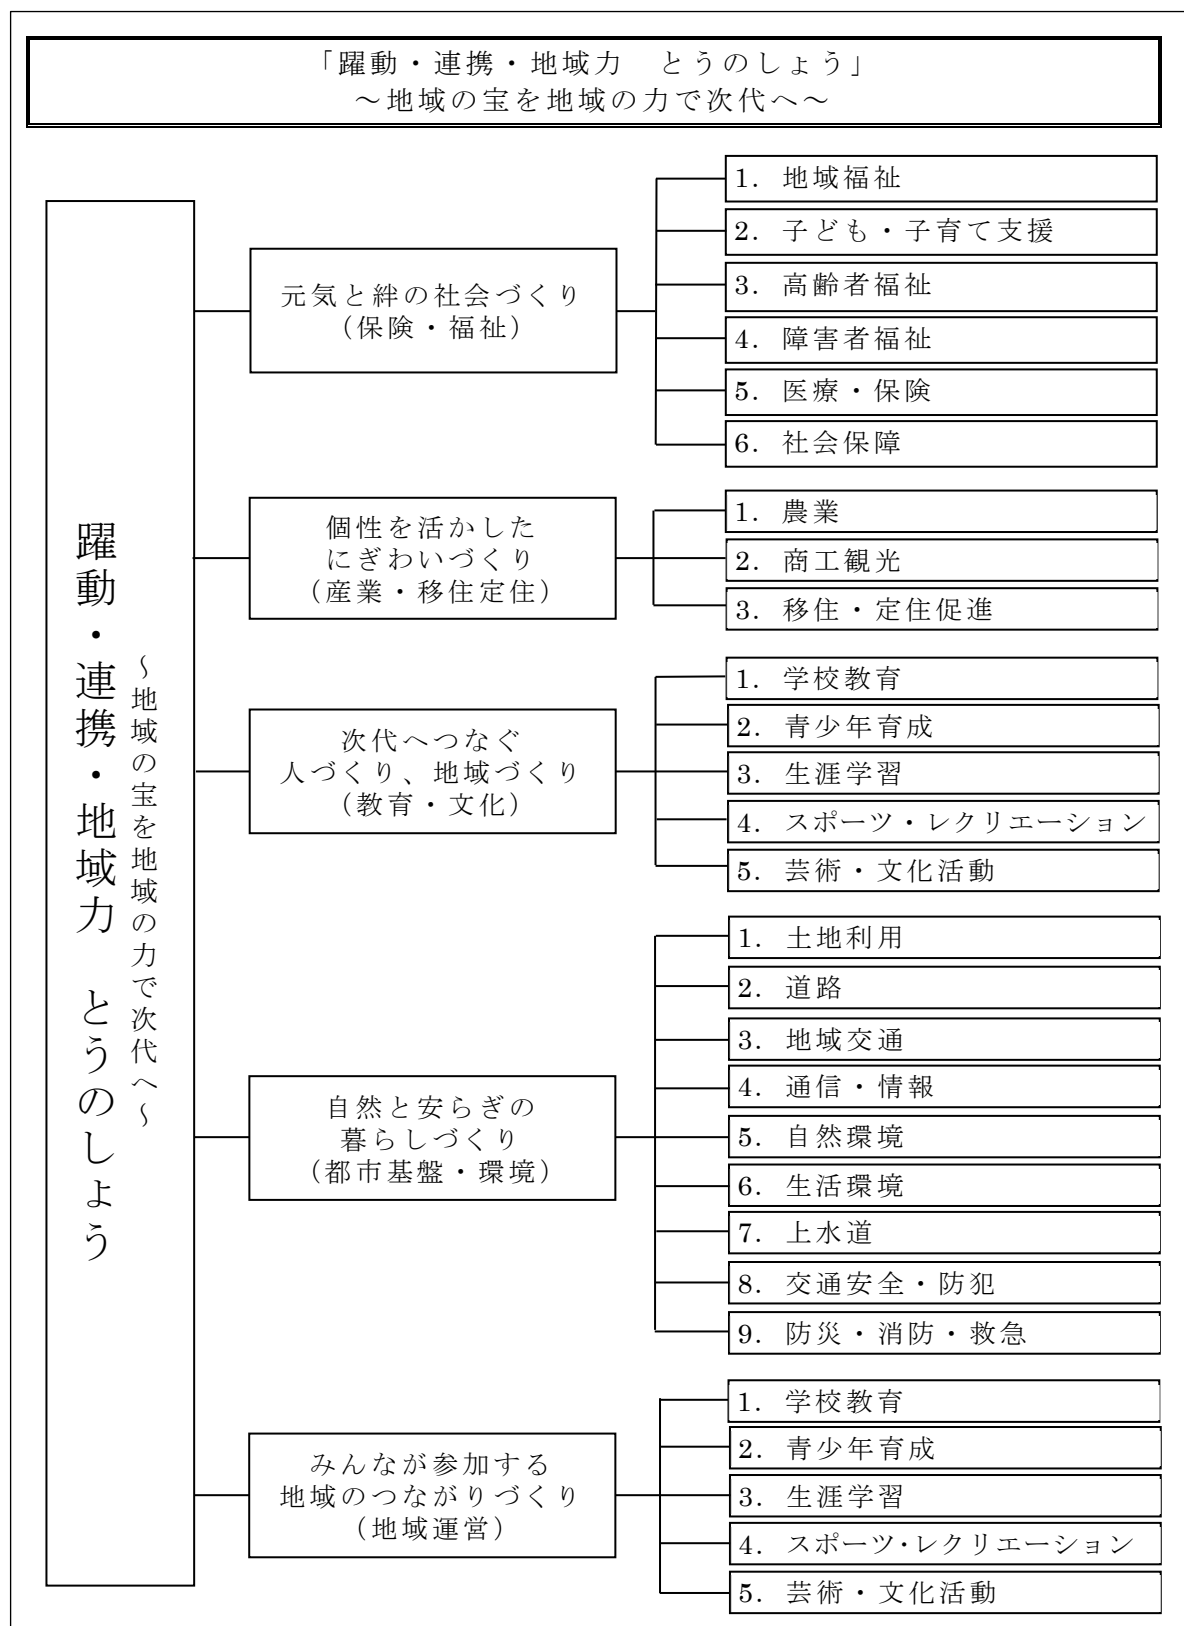 「躍動・連携・地域力　とうのしょう」
～地域の宝を地域の力で次代へ～
躍動・連携・地域力　とうのしょう
～地域の宝を地域の力で次代へ～
元気と絆の社会づくり
（保険・福祉）
1. 地域福祉
2. 子ども・子育て支援
3. 高齢者福祉
4. 障害者福祉
5. 医療・保険
6. 社会保障
個性を活かした
にぎわいづくり
（産業・移住定住）
1. 農業
2. 商工観光
3. 移住・定住促進
次代へつなぐ
人づくり、地域づくり
（教育・文化）
1. 学校教育
2. 青少年育成
3. 生涯学習
4. スポーツ・レクリエーション
5. 芸術・文化活動
自然と安らぎの
暮らしづくり
（都市基盤・環境）
1. 土地利用
2. 道路
3. 地域交通
4. 通信・情報
5. 自然環境
6. 生活環境
7. 上水道
8. 交通安全・防犯
9. 防災・消防・救急
みんなが参加する
地域のつながりづくり
（地域運営）
1. 学校教育
2. 青少年育成
3. 生涯学習
4. スポーツ・レクリエーション
5. 芸術・文化活動